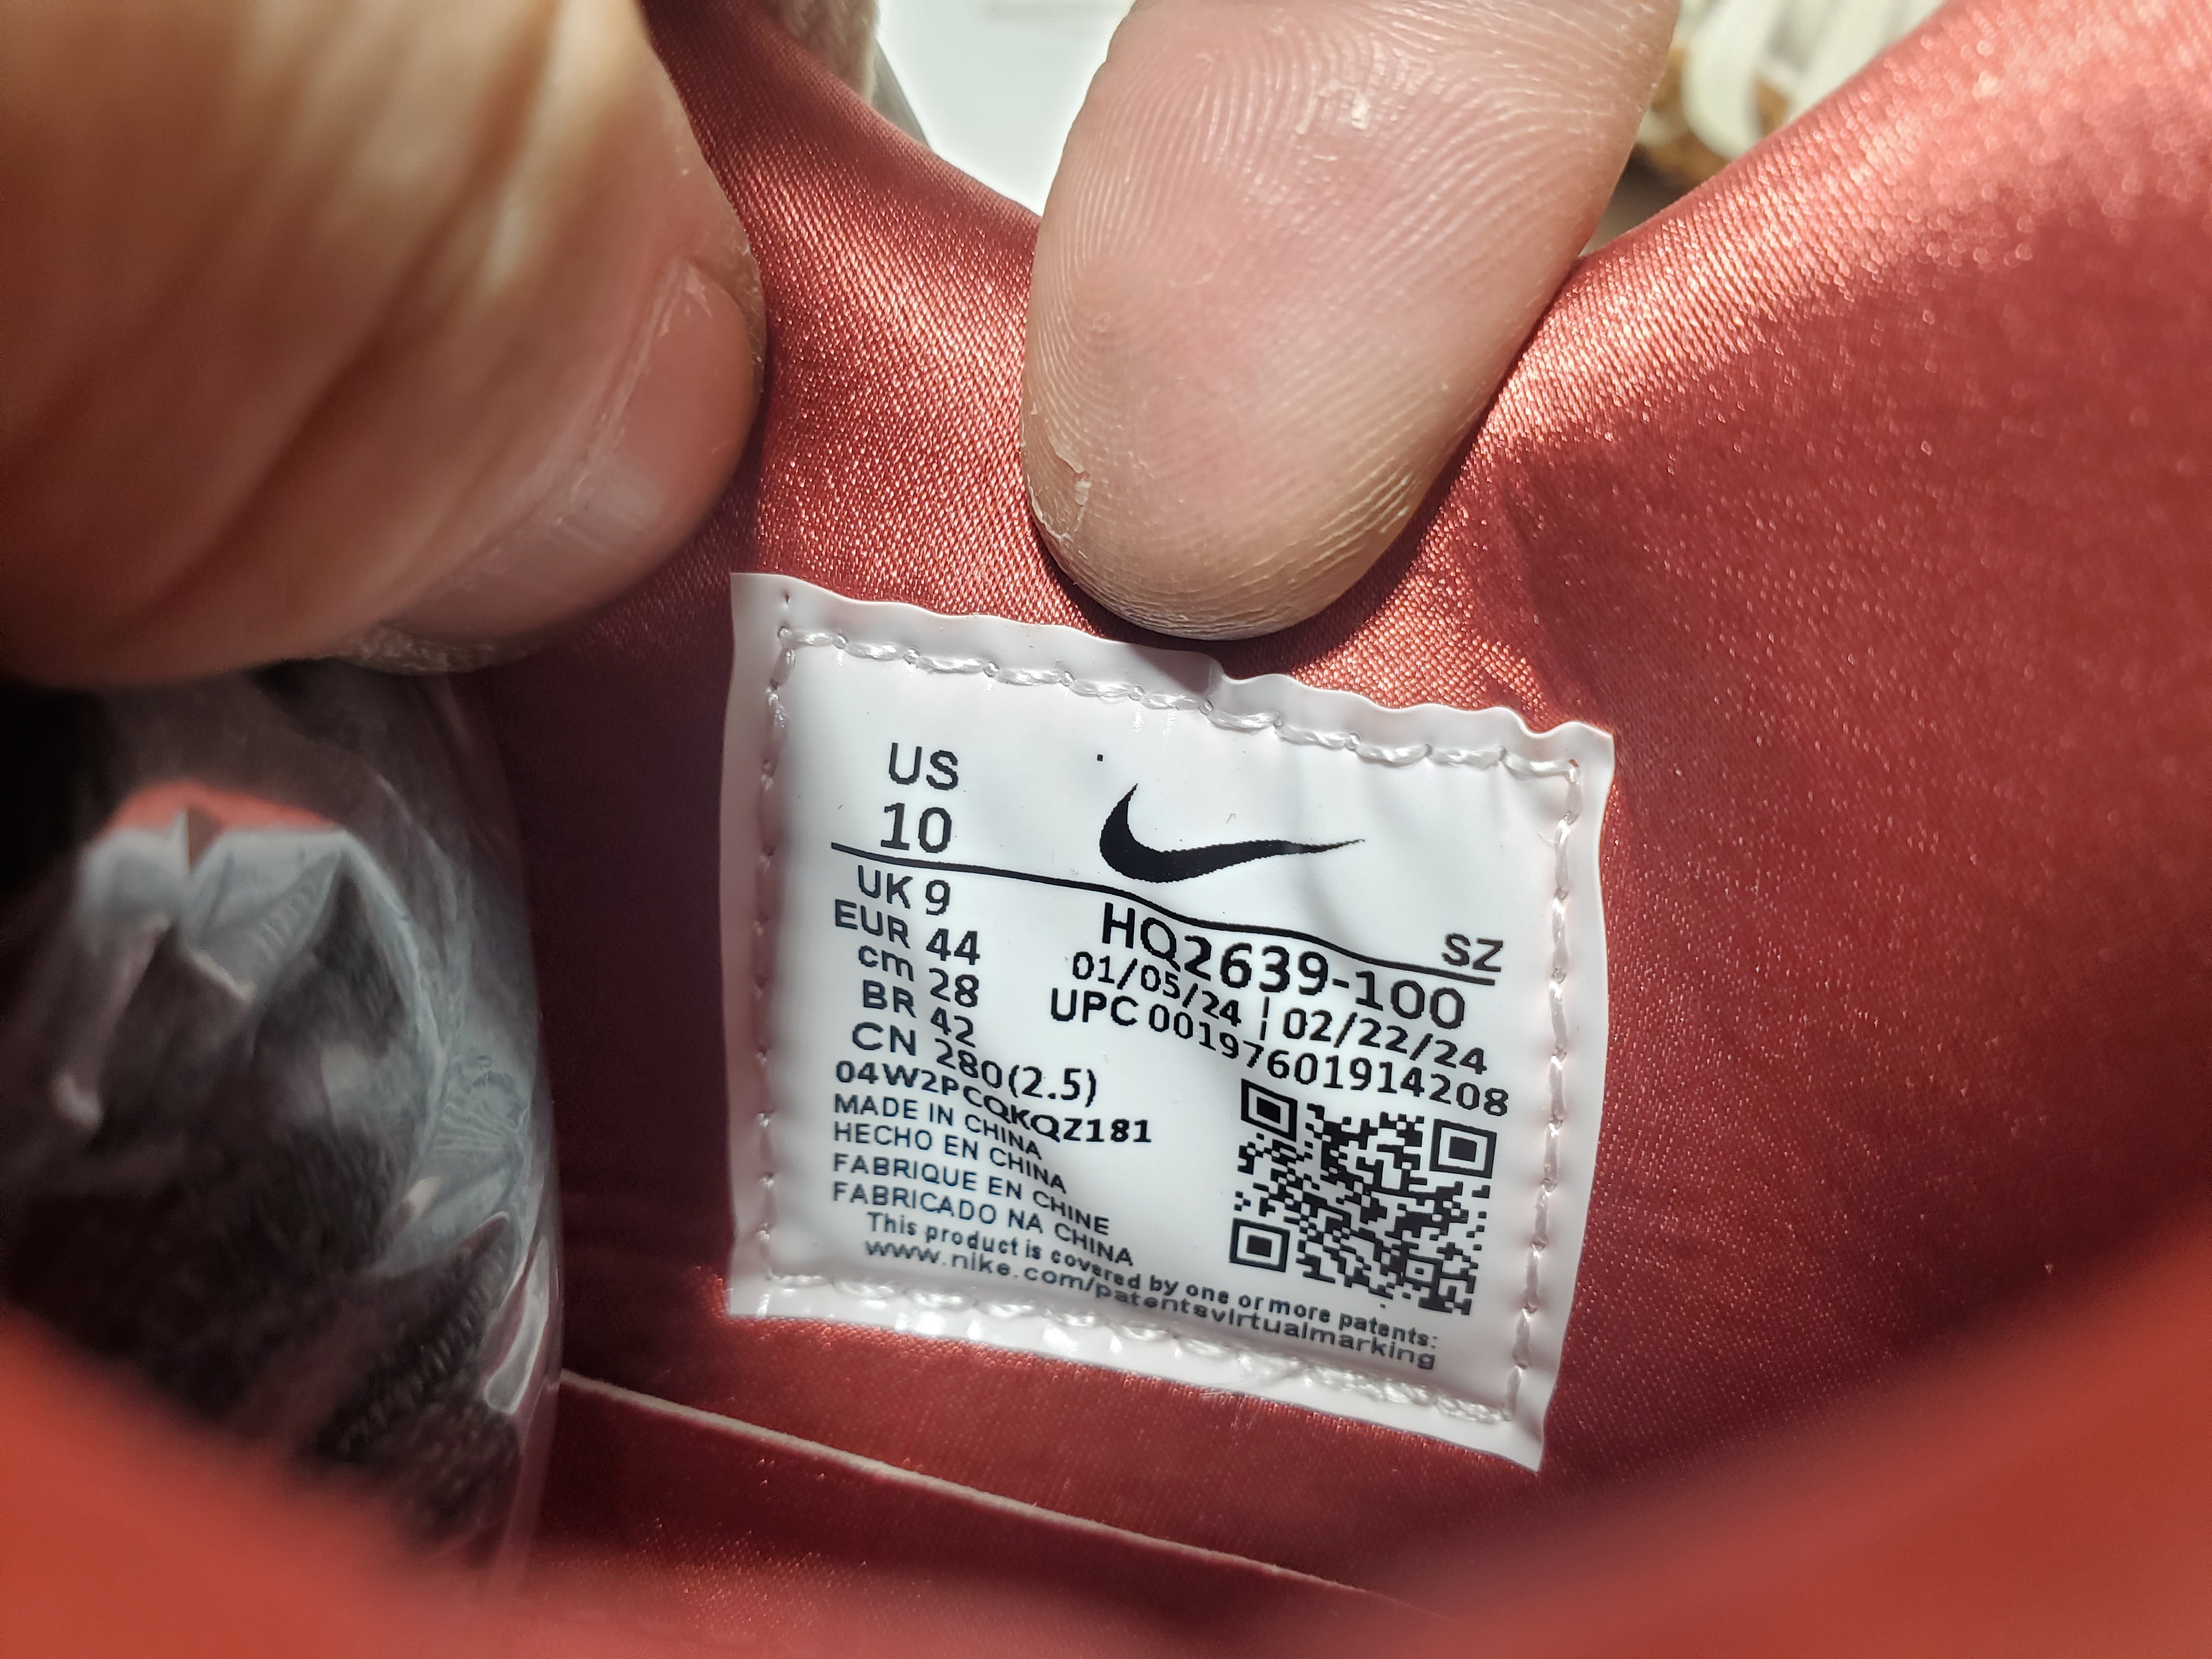 US
10
UK 9
EUR 44
cm 28
BR 42
CN 280(2.5)
SZ
HQ2639-100
01/05/24 | 02/22/24
UPC 00197601914208
04W2PCQKQZ181
MADE IN CHINA
HECHO EN CHINA
FABRIQUE EN CHINE
FABRICADO NA CHINA
This product is covered by one or more patents:
www.nike.com/patentsvirtualmarking